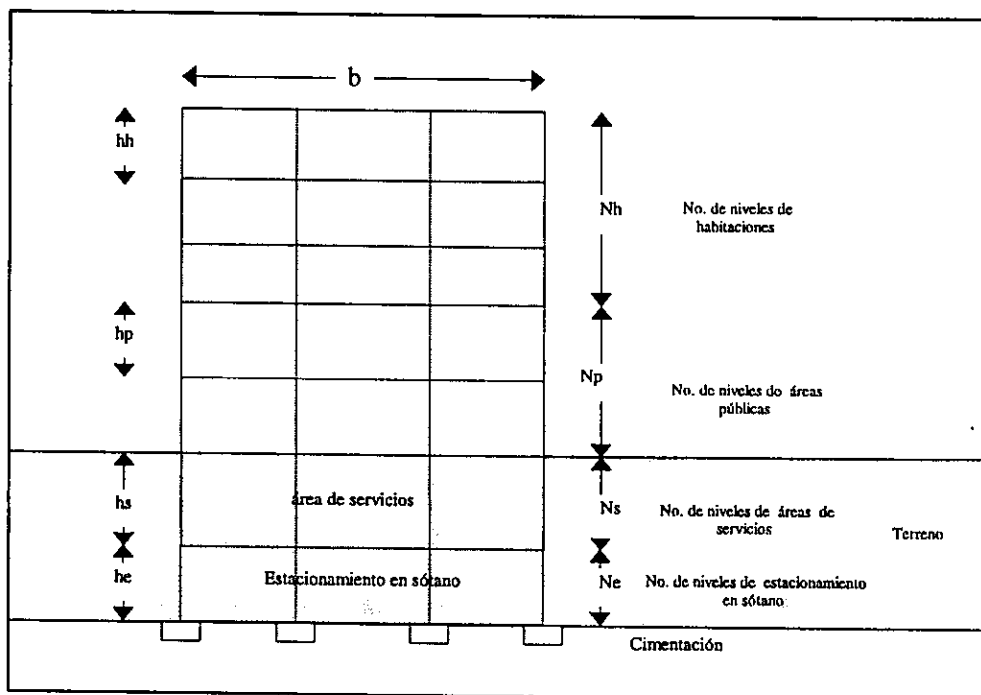 b
hh
Nh
No. de niveles de
habitaciones
hp
Np
No. de niveles do áreas
públicas
hs
área de servicios
Ns
No. de niveles de áreas de
servicios
Terreno
he
Estacionamiento en sótano
Ne
No. de niveles de estacionamiento
en sótano
Cimentación